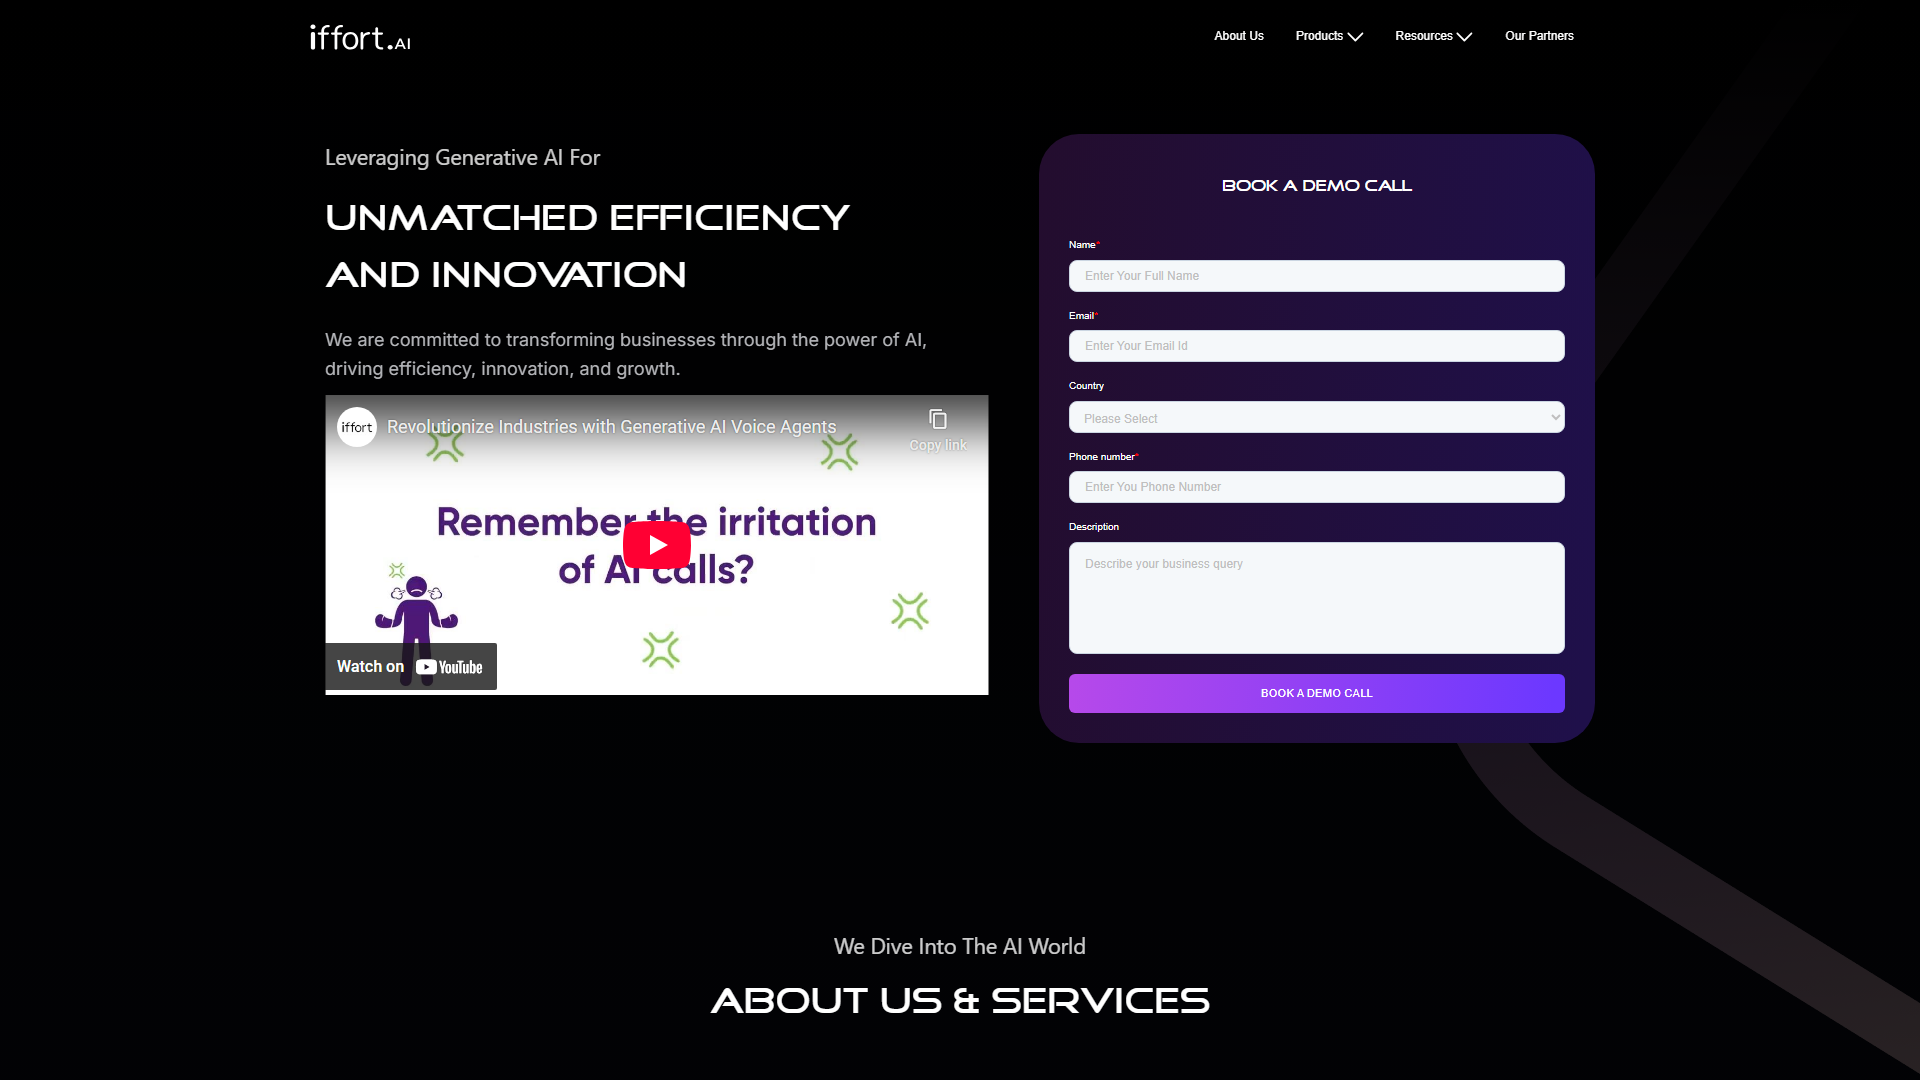 iffort.AI
About Us
Products
Resources
Our Partners
Leveraging Generative AI For
UNMATCHED EFFICIENCY
AND INNOVATION
We are committed to transforming businesses through the power of AI,
driving efficiency, innovation, and growth.
iffort
Revolutionize Industries with Generative AI Voice Agents
Copy link
Remember the irritation
of AI calls?
Watch on YouTube
BOOK A DEMO CALL
Name*
Enter Your Full Name
Email*
Enter Your Email Id
Country
Please Select
Phone number*
Enter You Phone Number
Description
Describe your business query
BOOK A DEMO CALL
We Dive Into The AI World
ABOUT US & SERVICES